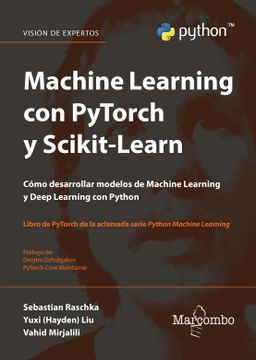 VISIÓN DE EXPERTOS
python™
Machine Learning
con PyTorch
y Scikit-Learn
Cómo desarrollar modelos de Machine Learning
y Deep Learning con Python
Libro de PyTorch de la aclamada serie Python Machine Learning
Prólogo de:
Dmytro Dzhulgakov
PyTorch Core Maintainer
Sebastian Raschka
Yuxi (Hayden) Liu
Vahid Mirjalili
Marcombo